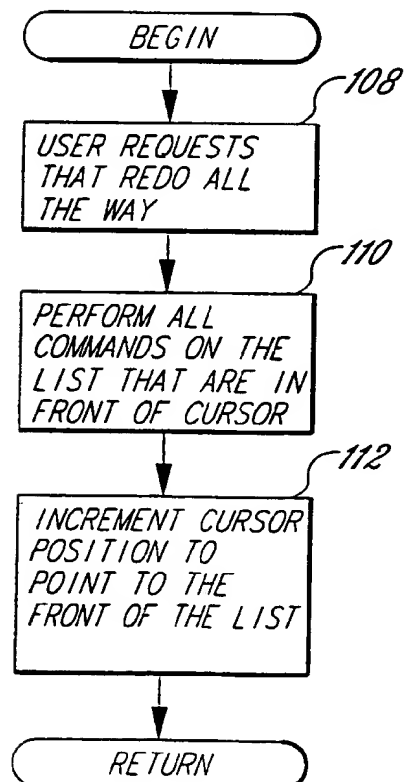 BEGIN
108
USER REQUESTS
THAT REDO ALL
THE WAY
110
PERFORM ALL
COMMANDS ON THE
LIST THAT ARE IN
FRONT OF CURSOR
112
INCREMENT CURSOR
POSITION TO
POINT TO THE
FRONT OF THE LIST
RETURN